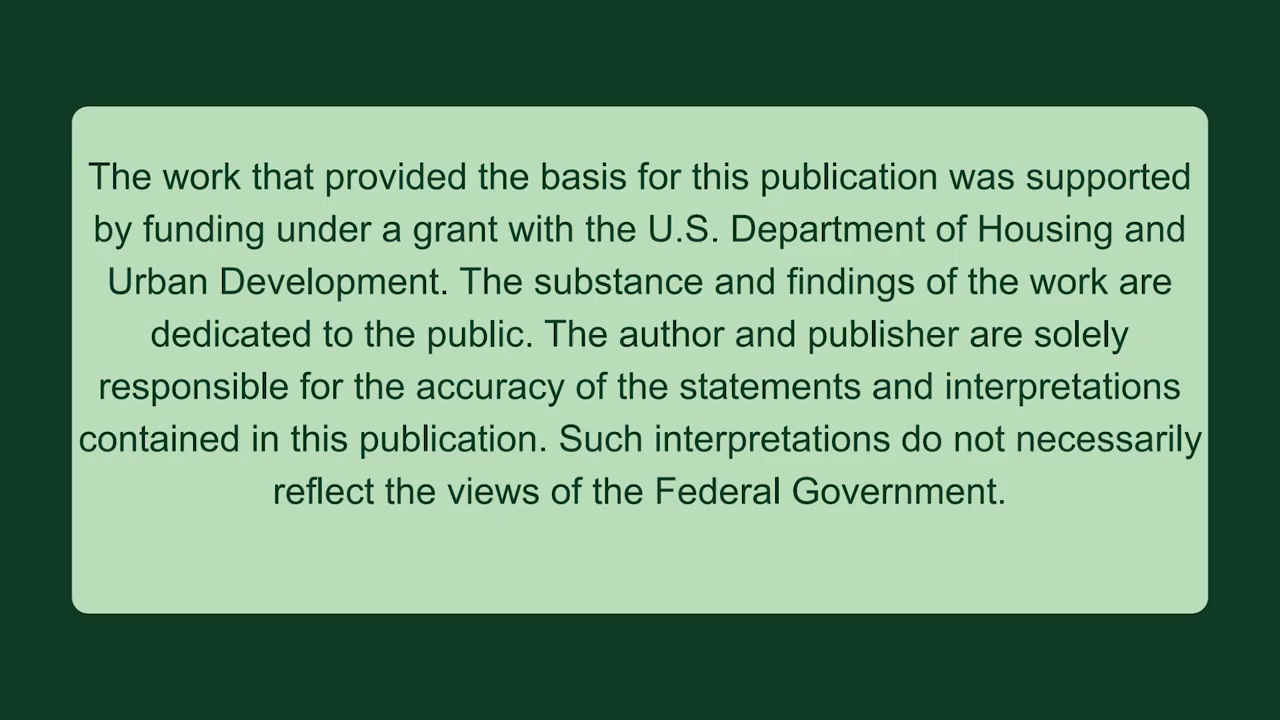 The work that provided the basis for this publication was supported
by funding under a grant with the U.S. Department of Housing and
Urban Development. The substance and findings of the work are
dedicated to the public. The author and publisher are solely
responsible for the accuracy of the statements and interpretations
contained in this publication. Such interpretations do not necessarily
reflect the views of the Federal Government.